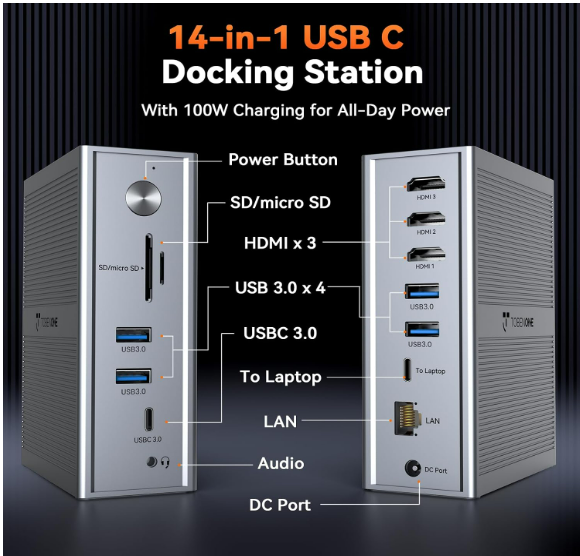 14-in-1 USB C
Docking Station
With 100W Charging for All-Day Power
Power Button
SD/micro SD
HDMI x 3
USB 3.0 x 4
USBC 3.0
To Laptop
LAN
Audio
DC Port
SD/micro SD
USB3.0
USB3.0
USBC 3.0
TOBENONE
HDMI 3
HDMI 2
HDMI 1
USB3.0
USB3.0
To Laptop
LAN
DC Port
TOBENONE